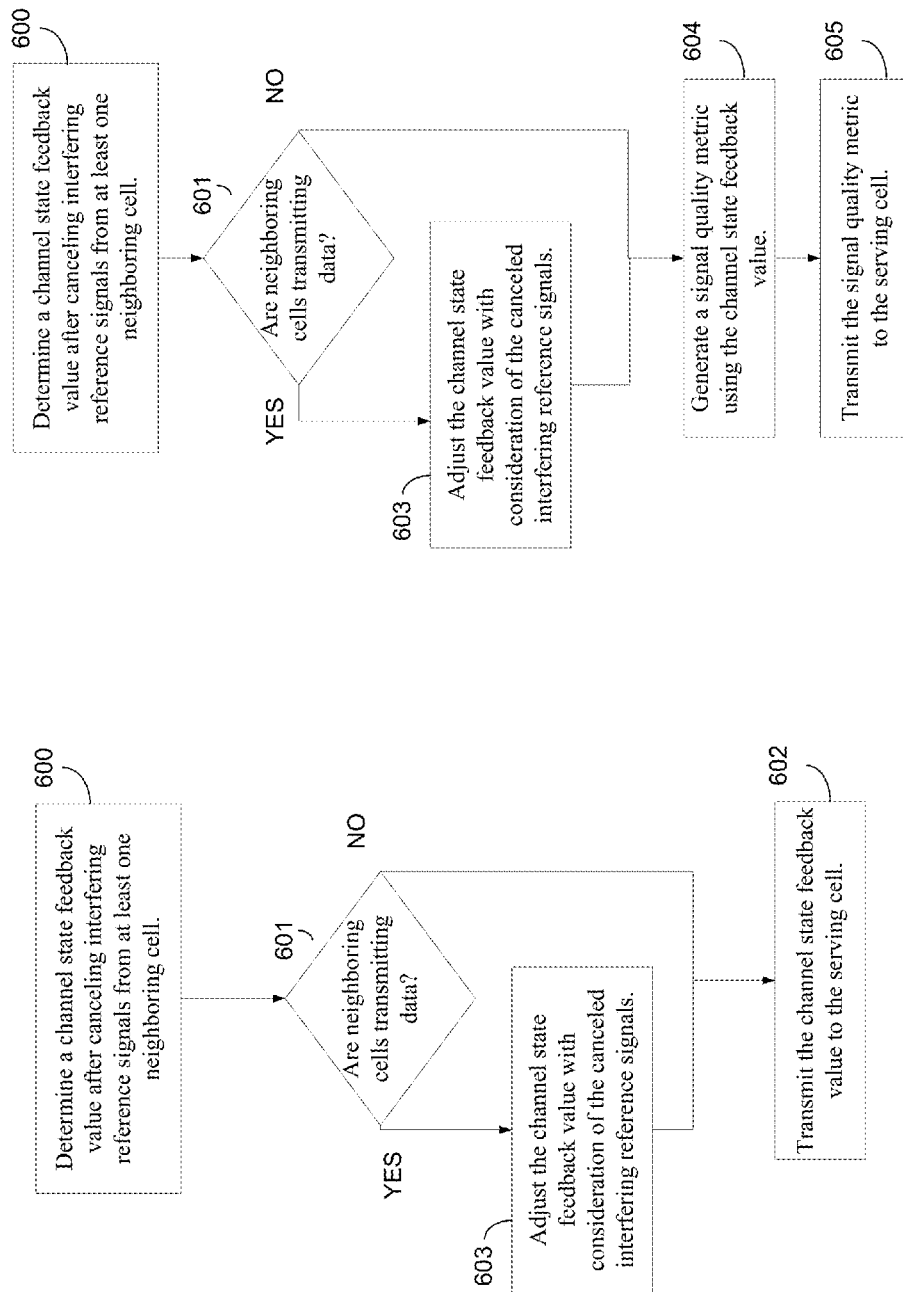 600
Determine a channel state feedback
value after canceling interfering
reference signals from at least one
neighboring cell.
601
Are neighboring
cells transmitting
data?
YES
NO
603
Adjust the channel state
feedback value with
consideration of the canceled
interfering reference signals.
602
Transmit the channel state feedback
value to the serving cell.
600
Determine a channel state feedback
value after canceling interfering
reference signals from at least one
neighboring cell.
601
Are neighboring
cells transmitting
data?
YES
NO
603
Adjust the channel state
feedback value with
consideration of the canceled
interfering reference signals.
604
Generate a signal quality metric
using the channel state feedback
value.
605
Transmit the signal quality metric
to the serving cell.